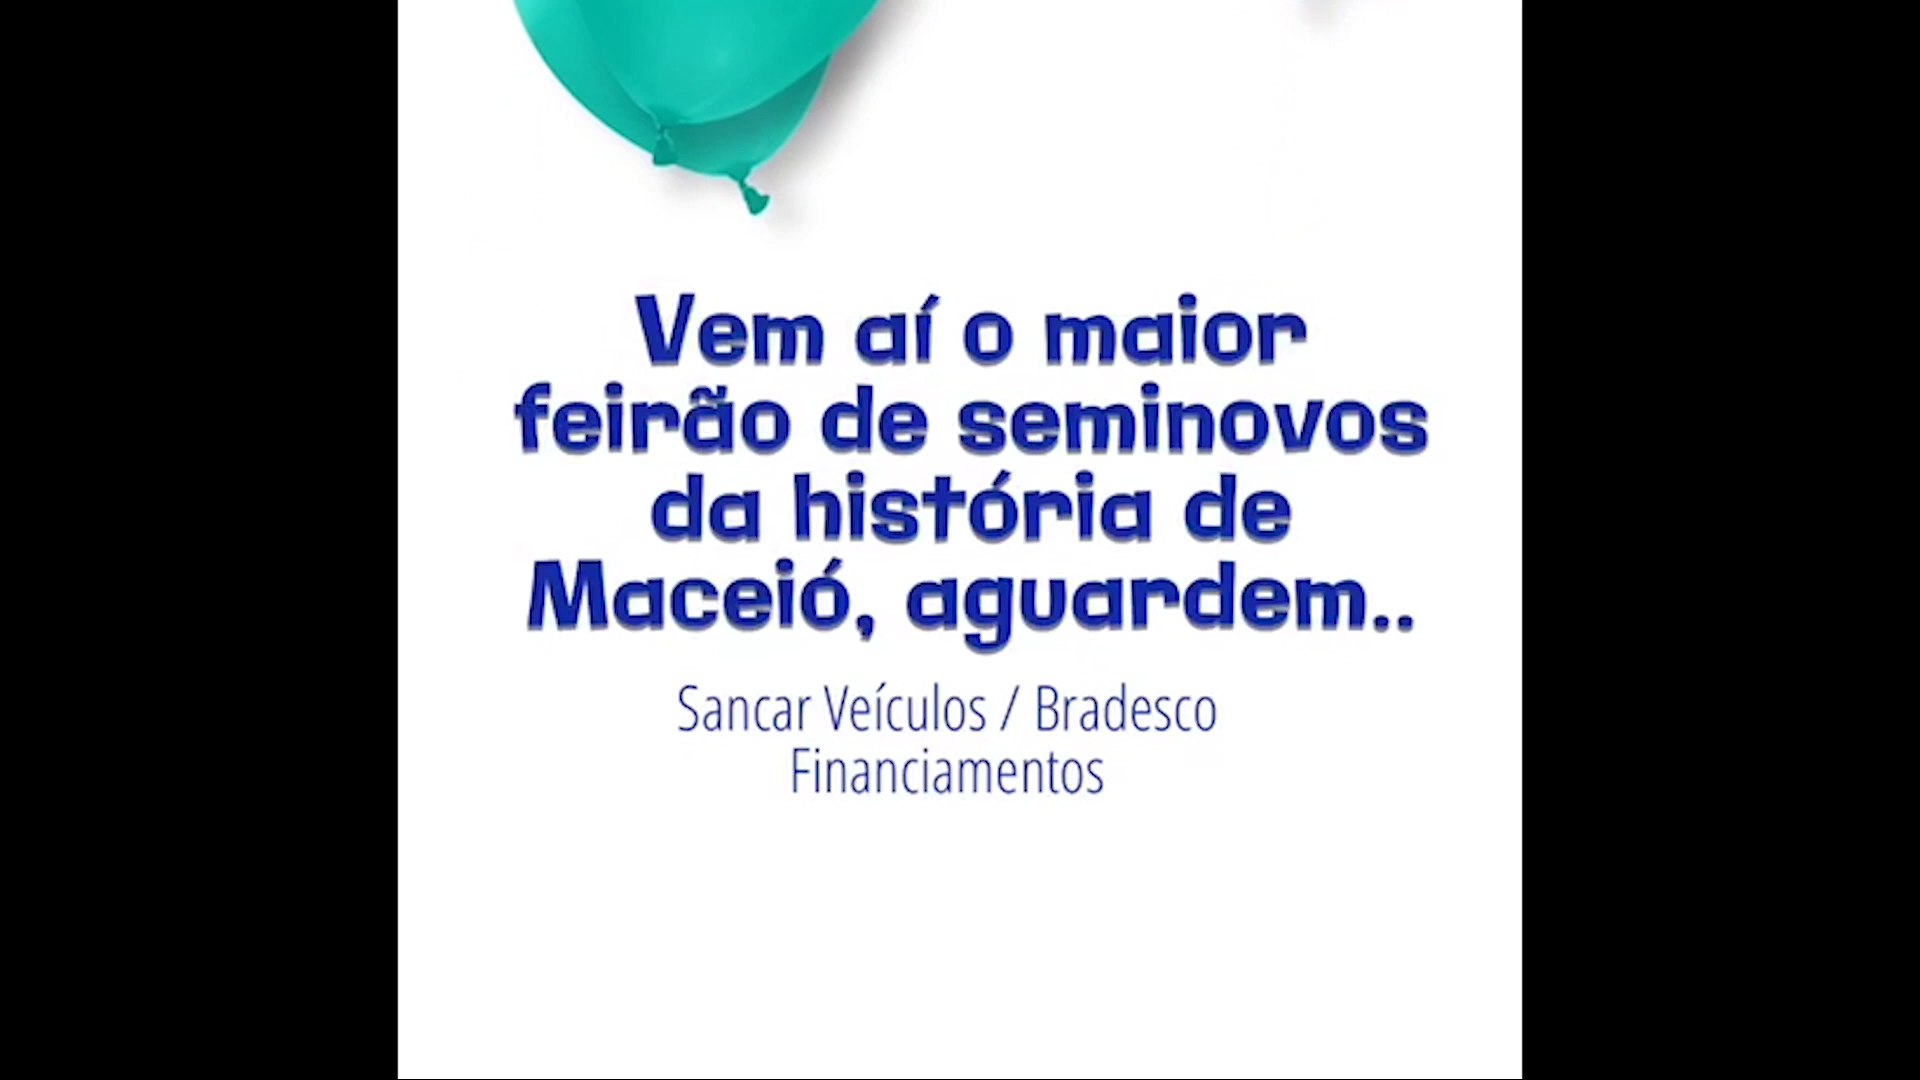 Vem aí o maior
feirão de seminovos
da história de
Maceió, aguardem..
Sancar Veículos / Bradesco
Financiamentos